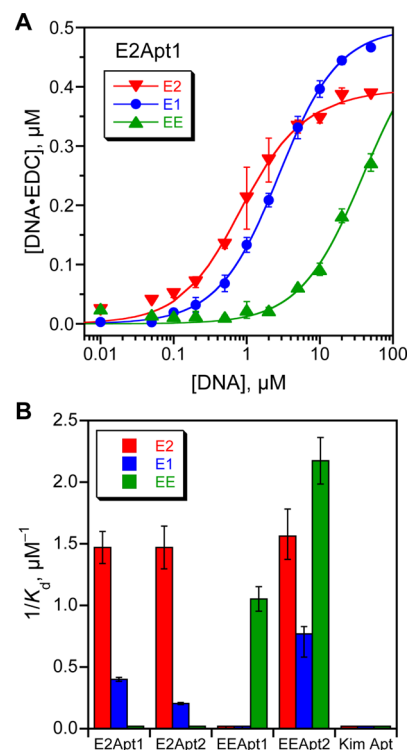 A
E2Apt1
E2
E1
EE
[DNA•EDC], µM
0.5
0.4
0.3
0.2
0.1
0.0
0.01 0.1 1 10 100
[DNA], µM
B
E2
E1
EE
1/Kd, µM⁻¹
2.5
2.0
1.5
1.0
0.5
0.0
E2Apt1 E2Apt2 EEApt1 EEApt2 Kim Apt